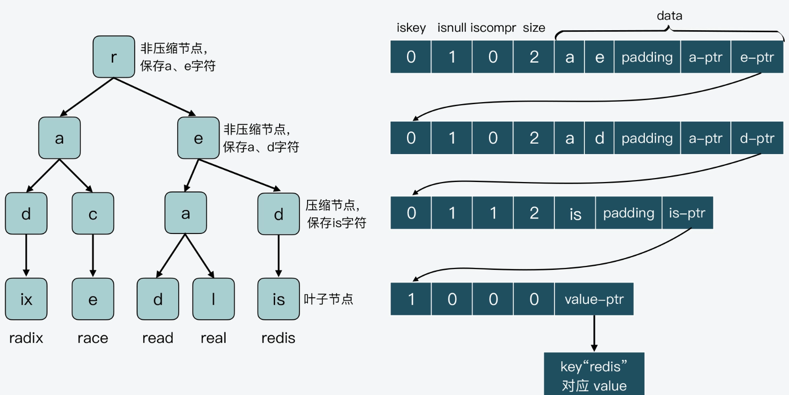 r
非压缩节点，
保存a、e字符
a
e
非压缩节点，
保存a、d字符
d
c
a
d
压缩节点，
保存is字符
ix
e
d
l
is
叶子节点
radix
race
read
real
redis
data
iskey isnull iscompr size
0 1 0 2 a e padding a-ptr e-ptr
0 1 0 2 a d padding a-ptr d-ptr
0 1 1 2 is padding is-ptr
1 0 0 0 value-ptr
key“redis”
对应 value